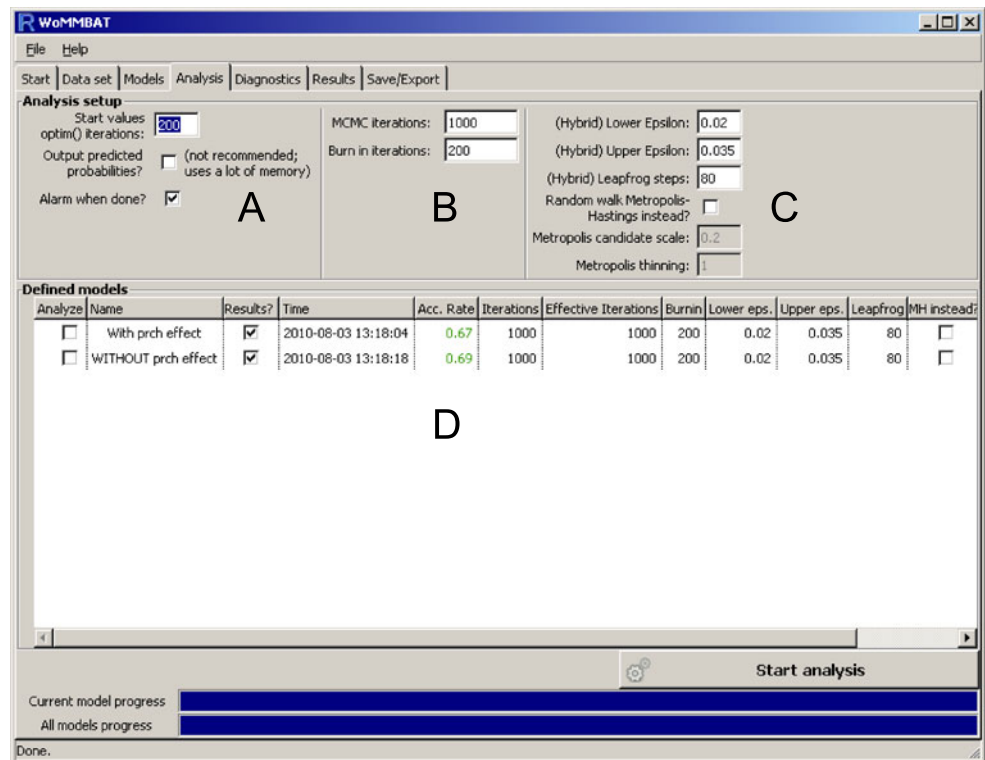 WoMMBAT
File Help
Start Data set Models Analysis Diagnostics Results Save/Export
Analysis setup
Start values
optim() iterations: 200
Output predicted
probabilities?
(not recommended;
uses a lot of memory)
Alarm when done?
A
MCMC iterations: 1000
Burn in iterations: 200
B
(Hybrid) Lower Epsilon: 0.02
(Hybrid) Upper Epsilon: 0.035
(Hybrid) Leapfrog steps: 80
Random walk Metropolis-
Hastings instead?
Metropolis candidate scale: 0.2
Metropolis thinning: 1
C
Defined models
Analyze Name Results? Time Acc. Rate Iterations Effective Iterations Burnin Lower eps. Upper eps. Leapfrog MH instead?
With prch effect 2010-08-03 13:18:04 0.67 1000 1000 200 0.02 0.035 80
WITHOUT prch effect 2010-08-03 13:18:18 0.69 1000 1000 200 0.02 0.035 80
D
Start analysis
Current model progress
All models progress
Done.